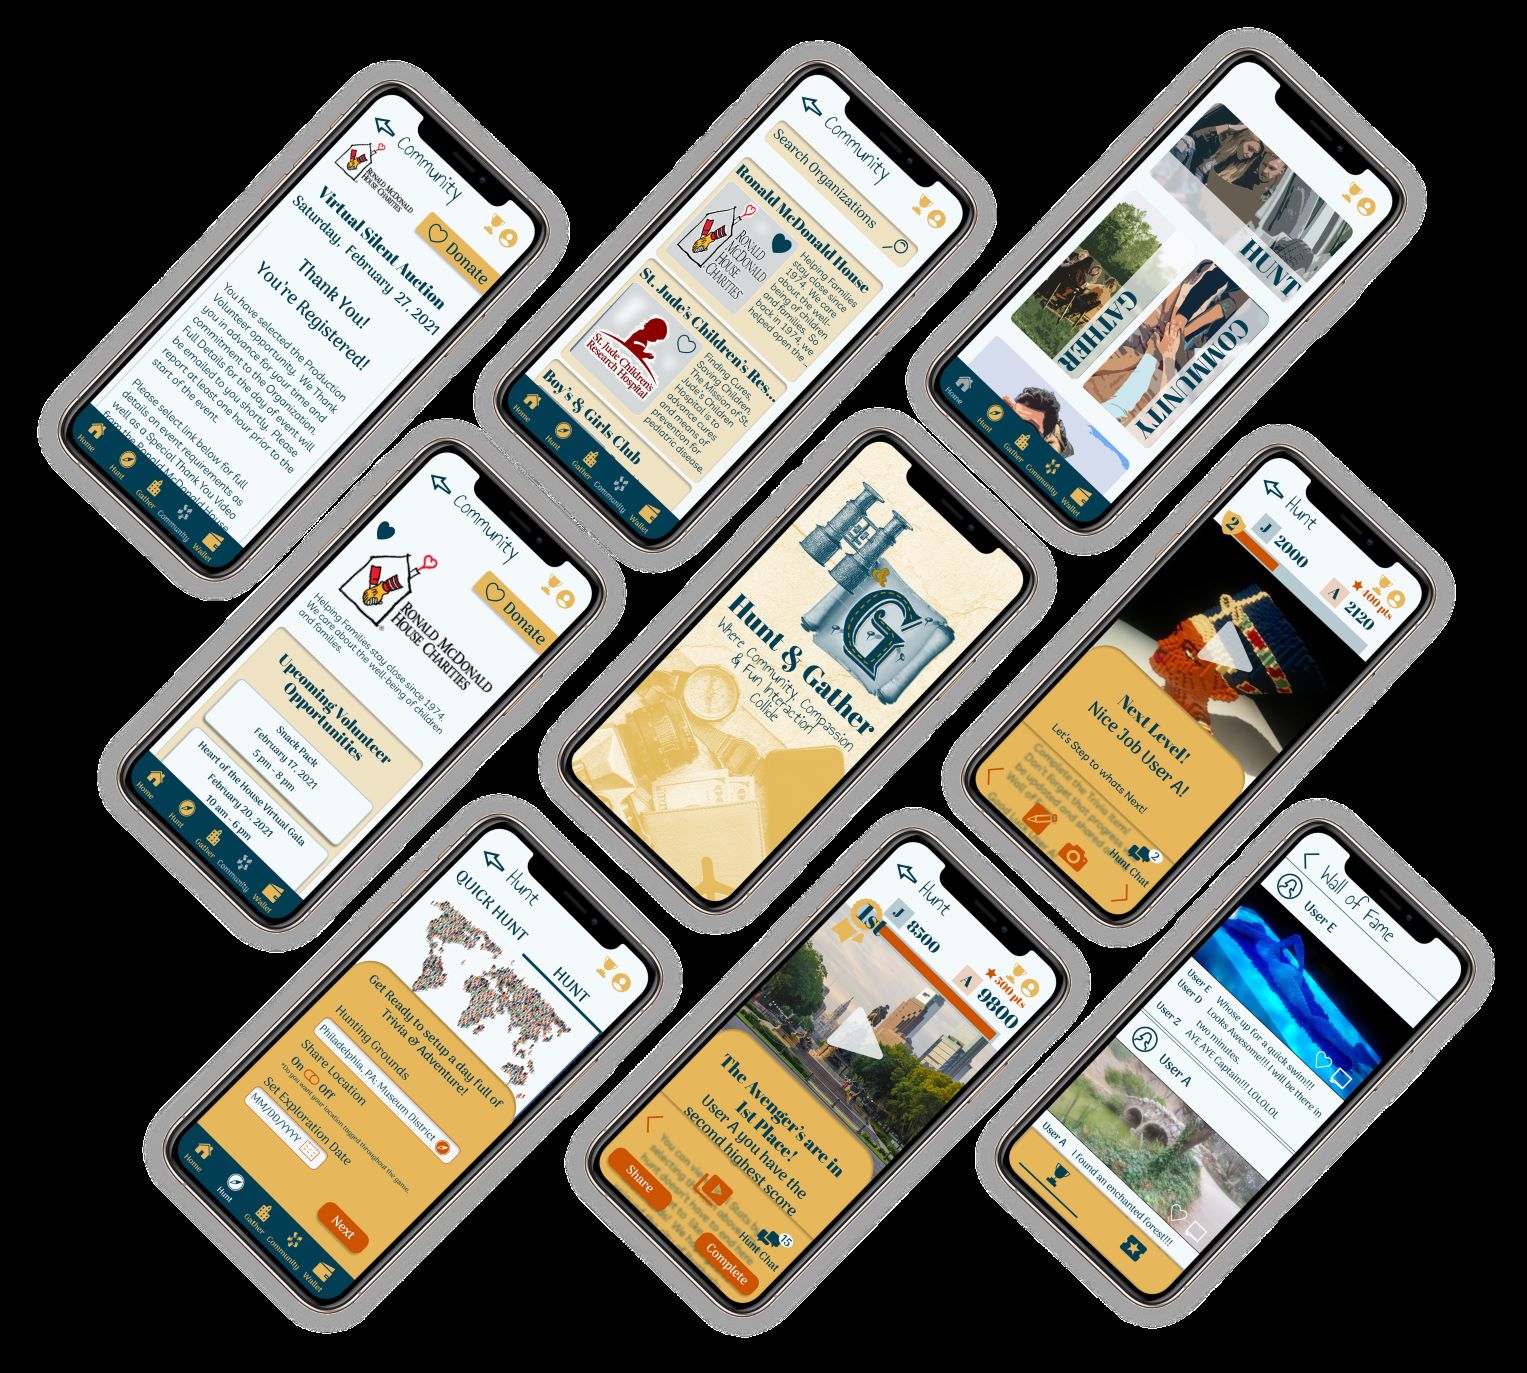 Community
RONALD MCDONALD
HOUSE CHARITIES
Donate
Virtual Silent Auction
Saturday, February 27, 2021
Thank You!
You're Registered!
You have selected the Production
Volunteer opportunity. We Thank
you in advance for your time and
commitment to the Organization.
Full Details for the day of event will
be emailed to you shortly. Please
report at least one hour prior to the
start of the event.
Please select link below for full
details on event requirements as
well as a Special Thank You Video
from the Ronald McDonald House
Home
Hunt
Gather
Community
Wallet
Community
Search Organizations
Ronald McDonald House
RONALD
MCDONALD
HOUSE
CHARITIES
Helping Families
stay close since
1974. We care
about the well-
being of children
and families. So
back in 1974, we
helped open the...
St. Jude's Children's Res...
St. Jude Children's
Research Hospital
Finding Cures,
Saving Children,
The Mission of St.
Jude's Children
Hospital is to
advance cures
and means of
prevention for
pediatric disease.
Boy's & Girls Club
Home
Hunt
Gather
Community
Wallet
HUNT
GATHER
COMMUNITY
Home
Hunt
Gather
Community
Wallet
Community
Donate
RONALD MCDONALD
HOUSE CHARITIES
Helping Families stay close since 1974.
We care about the well-being of children
and families.
Upcoming Volunteer
Opportunities
Snack Pack
February 17, 2021
5 pm - 8 pm
Heart of the House Virtual Gala
February 20, 2021
10 am - 6 pm
Home
Hunt
Gather
Community
Wallet
&
G
Hunt & Gather
Where Community, Compassion
& Fun Interaction
Collide
Hunt
2
J 2000
400 pts
A 2120
Next Level!
Nice Job User A!
Let's Step to whats Next!
Complete the Trivia item!
Don't forget that progress
be updated and shared
Wall of
Hunt Chat
2
Hunt
QUICK HUNT
HUNT
Get Ready to setup a day full of
Trivia & Adventure!
Hunting Grounds
Philadelphia, PA: Museum District
Share Location
On Off
*Do you want your location tagged throughout the game.
Set Exploration Date
MM/DD/YYYY
Next
Home
Hunt
Gather
Community
Wallet
Hunt
1st
J 8500
500 pts
A 9800
The Avenger's are in
1st Place!
User A you have the
second highest score
You can vie
Stats b
selecting
above
hunt doesn't have to end here
Share
Hunt Chat
15
Complete
Wall of Fame
User E
User E Whose up for a quick swim!!!
User D Looks Awesome!!! I will be there in
two minutes.
User Z AYE AYE Captain!!! LOLOLOL
User A
User A I found an enchanted forest!!!